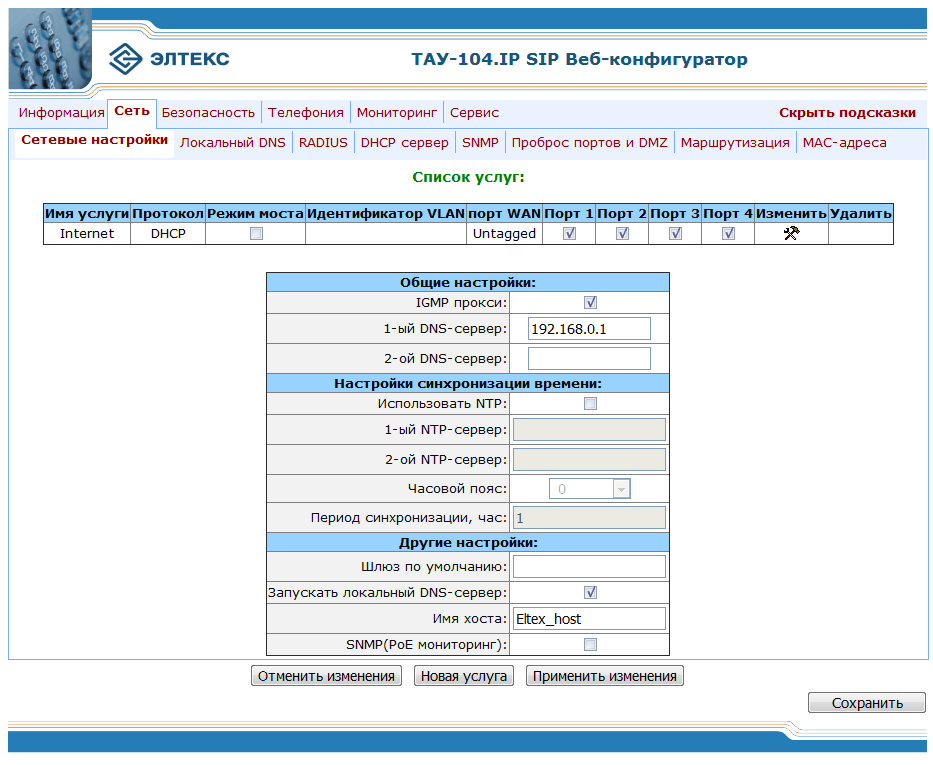 ЭЛТЕКС
ТАУ-104.IP SIP Веб-конфигуратор
Информация Сеть Безопасность Телефония Мониторинг Сервис Скрыть подсказки
Сетевые настройки Локальный DNS RADIUS DHCP сервер SNMP Проброс портов и DMZ Маршрутизация MAC-адреса
Список услуг:
Имя услуги Протокол Режим моста Идентификатор VLAN порт WAN Порт 1 Порт 2 Порт 3 Порт 4 Изменить Удалить
Internet DHCP Untagged
Общие настройки:
IGMP прокси:
1-ый DNS-сервер: 192.168.0.1
2-ой DNS-сервер:
Настройки синхронизации времени:
Использовать NTP:
1-ый NTP-сервер:
2-ой NTP-сервер:
Часовой пояс: 0
Период синхронизации, час: 1
Другие настройки:
Шлюз по умолчанию:
Запускать локальный DNS-сервер:
Имя хоста: Eltex_host
SNMP(PoE мониторинг):
Отменить изменения Новая услуга Применить изменения
Сохранить